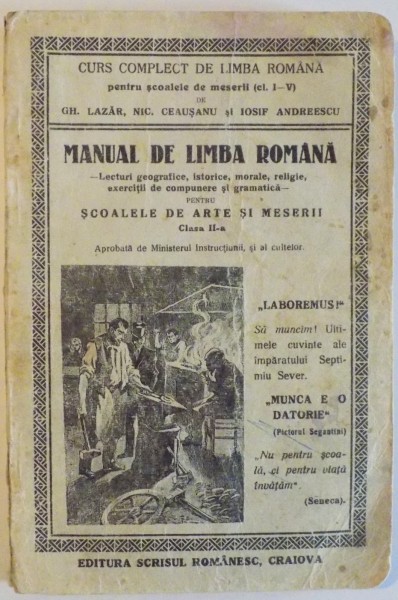 CURS COMPLECT DE LIMBA ROMÂNĂ
pentru școalele de meserii (cl. I—V)
DE
GH. LAZĂR, NIC. CEAUȘANU și IOSIF ANDREESCU
MANUAL DE LIMBA ROMÂNĂ
—Lecturi geografice, istorice, morale, religie,
exerciții de compunere și gramatică—
PENTRU
ȘCOALELE DE ARTE ȘI MESERII
Clasa II-a
Aprobată de Ministerul Instrucțiunii, și al cultelor.
„LABOREMUS!"
Să muncim! Ulti-
mele cuvinte ale
împăratului Septi-
miu Sever.
„MUNCA E O
DATORIE"
(Pictorul Segantini)
„Nu pentru școa-
lă, ci pentru viață
învățăm".
(Seneca).
EDITURA SCRISUL ROMÂNESC, CRAIOVA